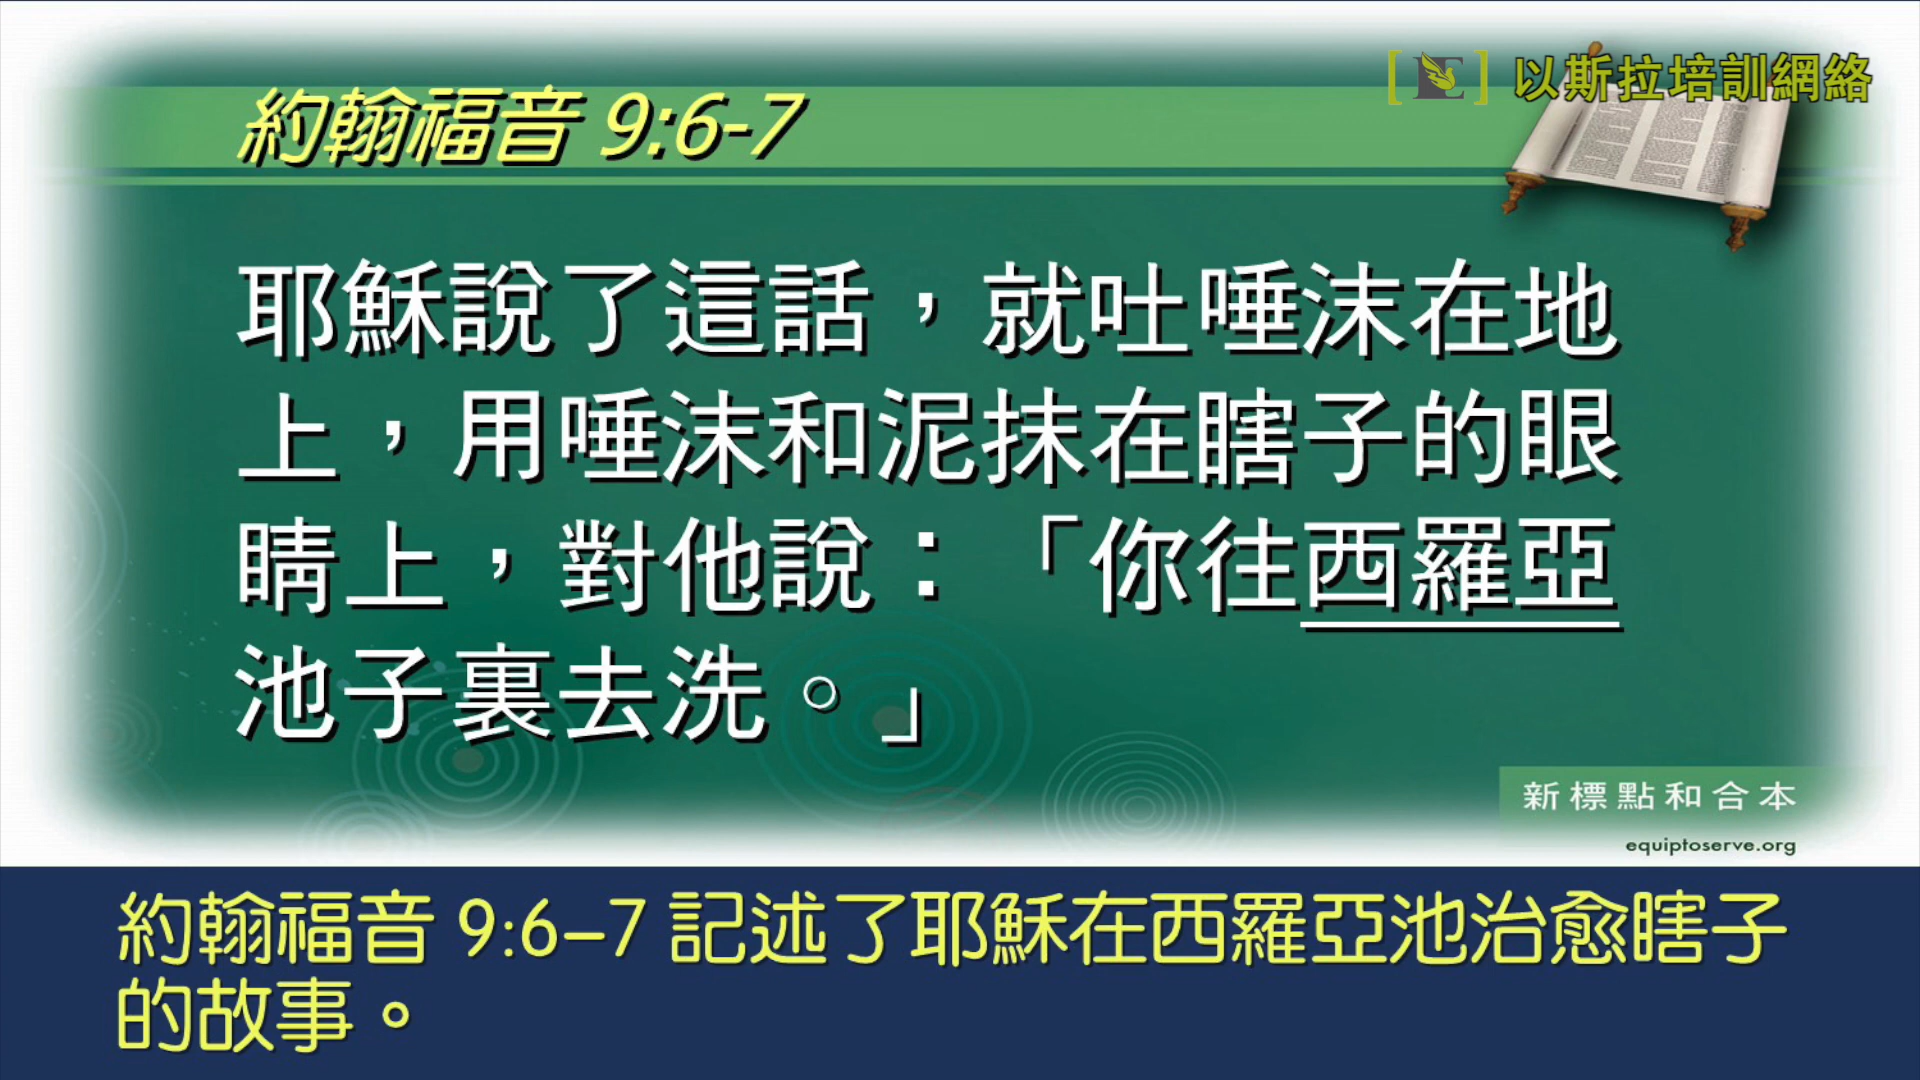 [E] 以斯拉培訓網絡
約翰福音 9:6-7
耶穌說了這話，就吐唾沫在地
上，用唾沫和泥抹在瞎子的眼
睛上，對他說：「你往西羅亞
池子裏去洗。」
新標點和合本
equiptoserve.org
約翰福音 9:6–7 記述了耶穌在西羅亞池治愈瞎子
的故事。